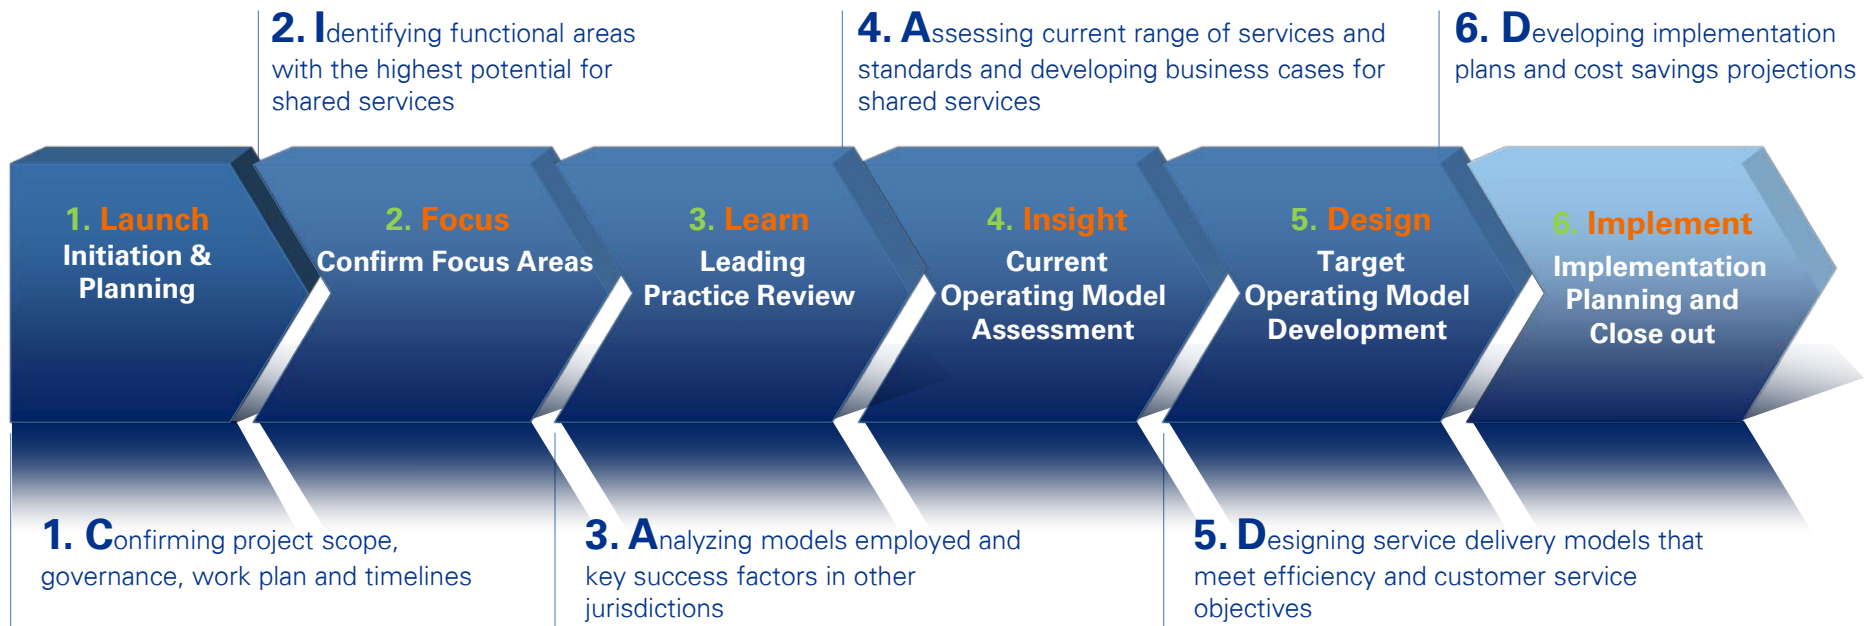 2. Identifying functional areas
with the highest potential for
shared services
4. Assessing current range of services and
standards and developing business cases for
shared services
6. Developing implementation
plans and cost savings projections
1. Launch
Initiation &
Planning
2. Focus
Confirm Focus Areas
3. Learn
Leading
Practice Review
4. Insight
Current
Operating Model
Assessment
5. Design
Target
Operating Model
Development
6. Implement
Implementation
Planning and
Close out
1. Confirming project scope,
governance, work plan and timelines
3. Analyzing models employed and
key success factors in other
jurisdictions
5. Designing service delivery models that
meet efficiency and customer service
objectives